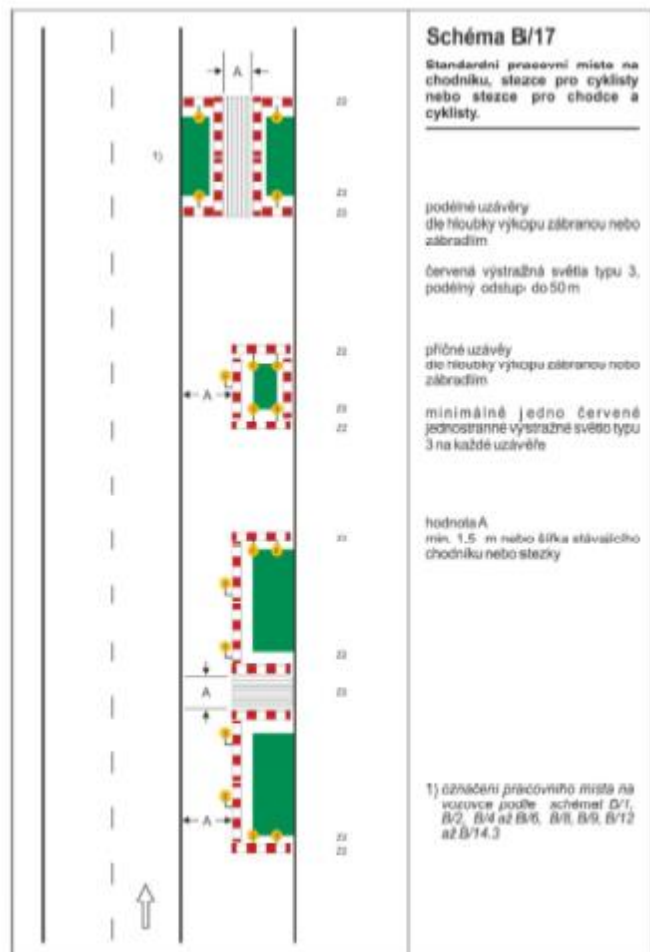 Schéma B/17
Standardní pracovní místo na
chodníku, stezce pro cyklisty
nebo stezce pro chodce a
cyklisty.
A
1)
podélné uzávěry
dle hloubky výkopu zábranou nebo
zábradlím
červená výstražná světla typu 3,
podélný odstup do 50 m
příčné uzávěy
dle hloubky výkopu zábranou nebo
zábradlím
A
minimálně jedno červené
jednostranné výstražné světlo typu
3 na každé uzávěře
hodnota A
min. 1,5 m nebo šířka stávajícího
chodníku nebo stezky
A
1) označení pracovního místa na
vozovce podle schémat B/1,
B/2, B/4 až B/6, B/8, B/9, B/12
až B/14.3
A